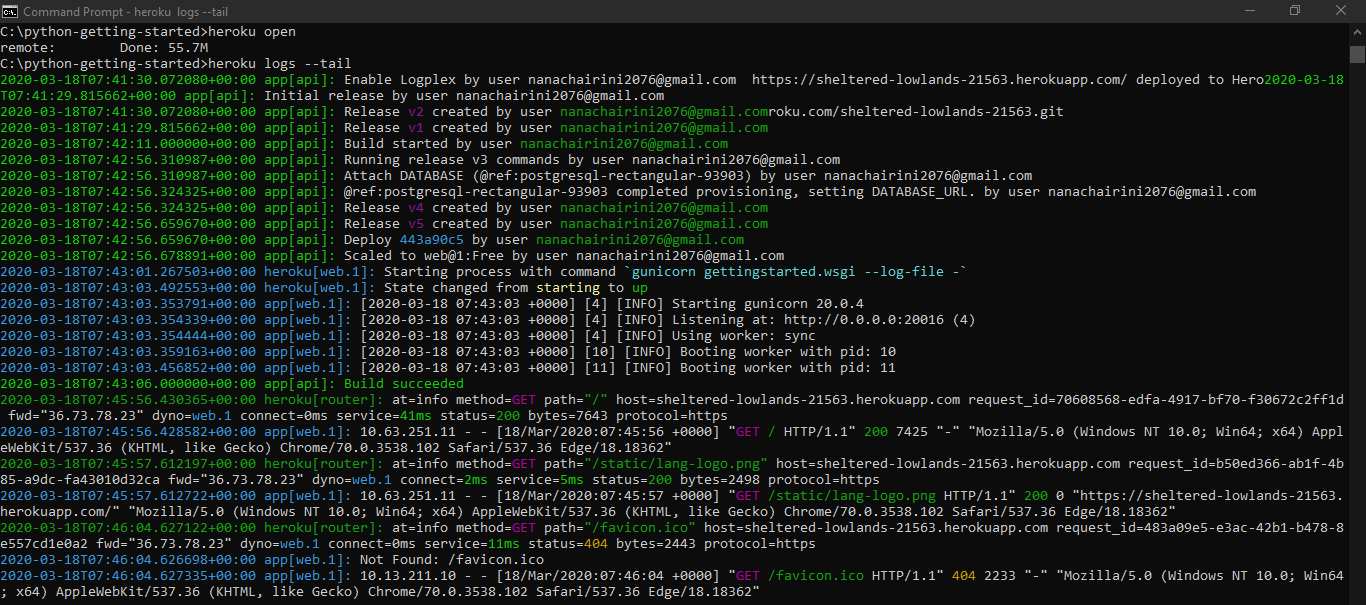 Command Prompt - heroku  logs --tail
C:\python-getting-started>heroku open
remote:        Done: 55.7M
C:\python-getting-started>heroku logs --tail
2020-03-18T07:41:30.072080+00:00 app[api]: Enable Logplex by user nanachairini2076@gmail.com  https://sheltered-lowlands-21563.herokuapp.com/ deployed to Hero2020-03-18
T07:41:29.815662+00:00 app[api]: Initial release by user nanachairini2076@gmail.com
2020-03-18T07:41:30.072080+00:00 app[api]: Release v2 created by user nanachairini2076@gmail.comroku.com/sheltered-lowlands-21563.git
2020-03-18T07:41:29.815662+00:00 app[api]: Release v1 created by user nanachairini2076@gmail.com
2020-03-18T07:42:11.000000+00:00 app[api]: Build started by user nanachairini2076@gmail.com
2020-03-18T07:42:56.310987+00:00 app[api]: Running release v3 commands by user nanachairini2076@gmail.com
2020-03-18T07:42:56.310987+00:00 app[api]: Attach DATABASE (@ref:postgresql-rectangular-93903) by user nanachairini2076@gmail.com
2020-03-18T07:42:56.324325+00:00 app[api]: @ref:postgresql-rectangular-93903 completed provisioning, setting DATABASE_URL. by user nanachairini2076@gmail.com
2020-03-18T07:42:56.324325+00:00 app[api]: Release v4 created by user nanachairini2076@gmail.com
2020-03-18T07:42:56.659670+00:00 app[api]: Release v5 created by user nanachairini2076@gmail.com
2020-03-18T07:42:56.659670+00:00 app[api]: Deploy 443a90c5 by user nanachairini2076@gmail.com
2020-03-18T07:42:56.678891+00:00 app[api]: Scaled to web@1:Free by user nanachairini2076@gmail.com
2020-03-18T07:43:01.267503+00:00 heroku[web.1]: Starting process with command `gunicorn gettingstarted.wsgi --log-file -`
2020-03-18T07:43:03.492553+00:00 heroku[web.1]: State changed from starting to up
2020-03-18T07:43:03.353791+00:00 app[web.1]: [2020-03-18 07:43:03 +0000] [4] [INFO] Starting gunicorn 20.0.4
2020-03-18T07:43:03.354339+00:00 app[web.1]: [2020-03-18 07:43:03 +0000] [4] [INFO] Listening at: http://0.0.0.0:20016 (4)
2020-03-18T07:43:03.354444+00:00 app[web.1]: [2020-03-18 07:43:03 +0000] [4] [INFO] Using worker: sync
2020-03-18T07:43:03.359163+00:00 app[web.1]: [2020-03-18 07:43:03 +0000] [10] [INFO] Booting worker with pid: 10
2020-03-18T07:43:03.456852+00:00 app[web.1]: [2020-03-18 07:43:03 +0000] [11] [INFO] Booting worker with pid: 11
2020-03-18T07:43:06.000000+00:00 app[api]: Build succeeded
2020-03-18T07:45:56.430365+00:00 heroku[router]: at=info method=GET path="/" host=sheltered-lowlands-21563.herokuapp.com request_id=70608568-edfa-4917-bf70-f30672c2ff1d
 fwd="36.73.78.23" dyno=web.1 connect=0ms service=41ms status=200 bytes=7643 protocol=https
2020-03-18T07:45:56.428582+00:00 app[web.1]: 10.63.251.11 - - [18/Mar/2020:07:45:56 +0000] "GET / HTTP/1.1" 200 7425 "-" "Mozilla/5.0 (Windows NT 10.0; Win64; x64) Appl
eWebKit/537.36 (KHTML, like Gecko) Chrome/70.0.3538.102 Safari/537.36 Edge/18.18362"
2020-03-18T07:45:57.612197+00:00 heroku[router]: at=info method=GET path="/static/lang-logo.png" host=sheltered-lowlands-21563.herokuapp.com request_id=b50ed366-ab1f-4b
85-a9dc-fa43010d32ca fwd="36.73.78.23" dyno=web.1 connect=2ms service=5ms status=200 bytes=2498 protocol=https
2020-03-18T07:45:57.612722+00:00 app[web.1]: 10.63.251.11 - - [18/Mar/2020:07:45:57 +0000] "GET /static/lang-logo.png HTTP/1.1" 200 0 "https://sheltered-lowlands-21563.
herokuapp.com/" "Mozilla/5.0 (Windows NT 10.0; Win64; x64) AppleWebKit/537.36 (KHTML, like Gecko) Chrome/70.0.3538.102 Safari/537.36 Edge/18.18362"
2020-03-18T07:46:04.627122+00:00 heroku[router]: at=info method=GET path="/favicon.ico" host=sheltered-lowlands-21563.herokuapp.com request_id=483a09e5-e3ac-42b1-b478-8
e557cd1e0a2 fwd="36.73.78.23" dyno=web.1 connect=0ms service=11ms status=404 bytes=2443 protocol=https
2020-03-18T07:46:04.626698+00:00 app[web.1]: Not Found: /favicon.ico
2020-03-18T07:46:04.627335+00:00 app[web.1]: 10.13.211.10 - - [18/Mar/2020:07:46:04 +0000] "GET /favicon.ico HTTP/1.1" 404 2233 "-" "Mozilla/5.0 (Windows NT 10.0; Win64
; x64) AppleWebKit/537.36 (KHTML, like Gecko) Chrome/70.0.3538.102 Safari/537.36 Edge/18.18362"